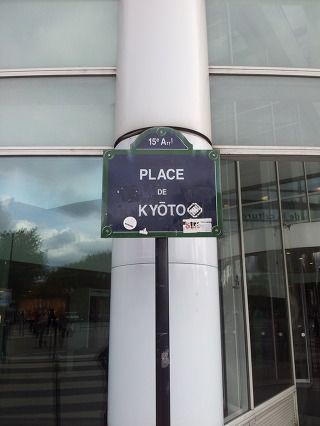 15e Arrt
PLACE
DE
KYŌTO